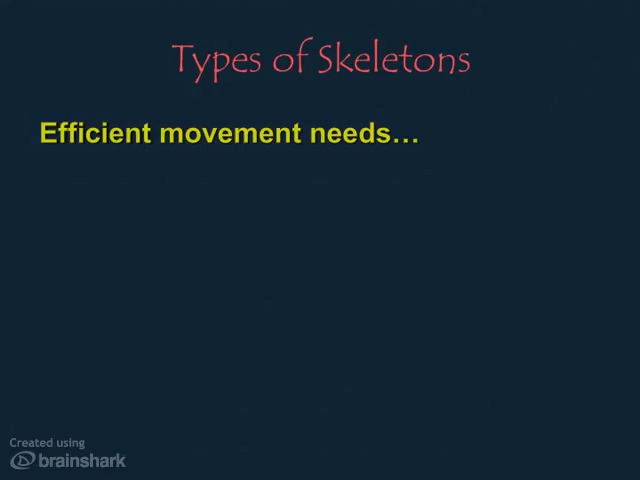 Types of Skeletons
Efficient movement needs…
Created using
brainshark